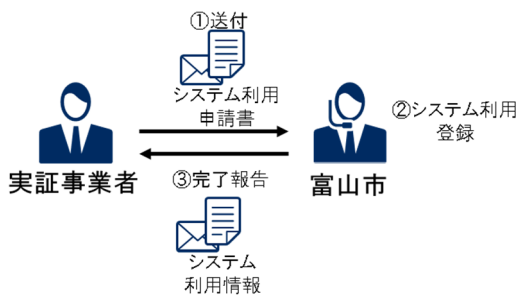 ①送付
システム利用
申請書
②システム利用
登録
実証事業者
富山市
③完了報告
システム
利用情報